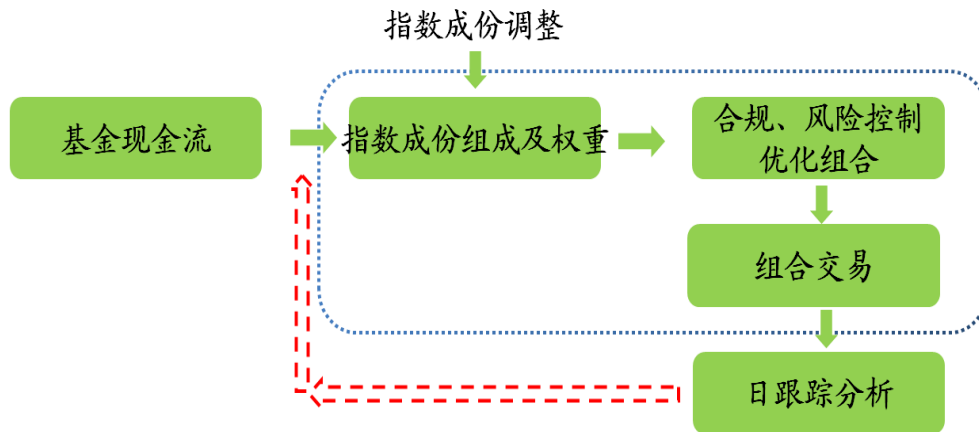 指数成份调整
基金现金流
指数成份组成及权重
合规、风险控制
优化组合
组合交易
日跟踪分析